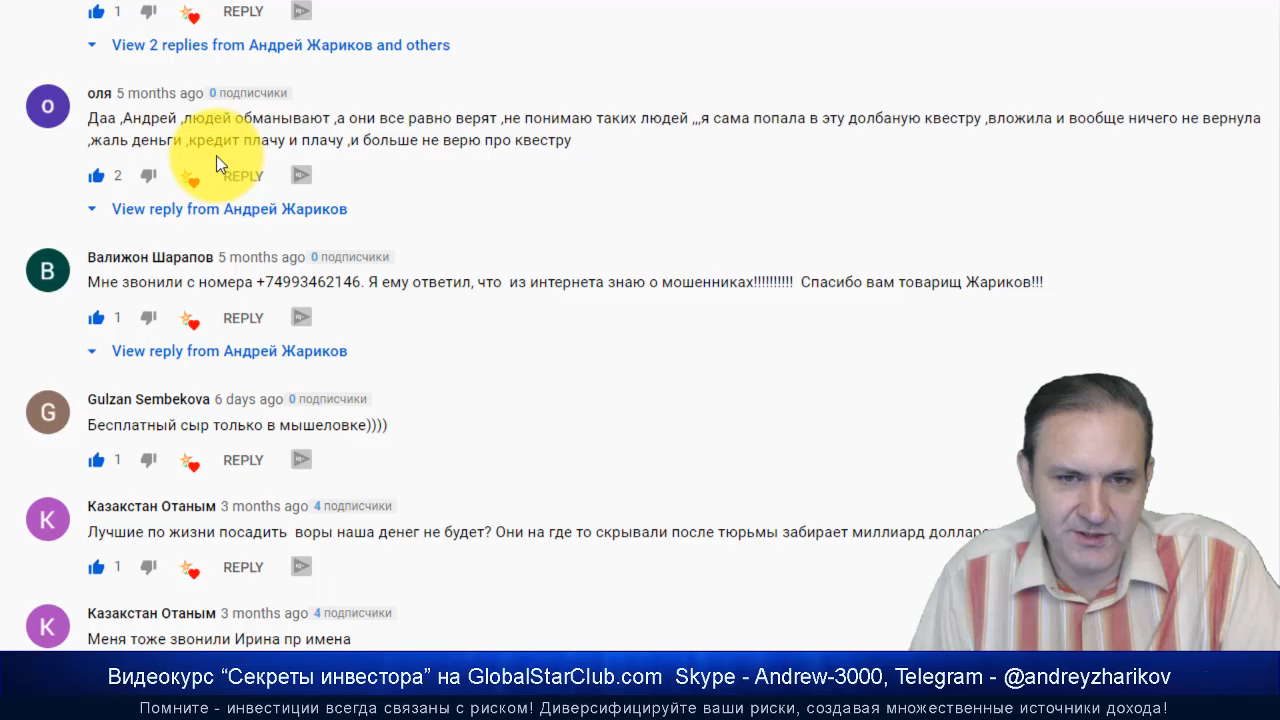 1 REPLY
View 2 replies from Андрей Жариков and others
оля 5 months ago 0 подписчики
О
Даа ,Андрей ,людей обманывают ,а они все равно верят ,не понимаю таких людей ,,,я сама попала в эту долбаную квестру ,вложила и вообще ничего не вернула
,жаль деньги ,кредит плачу и плачу ,и больше не верю про квестру
2 REPLY
View reply from Андрей Жариков
Валижон Шарапов 5 months ago 0 подписчики
В
Мне звонили с номера +74993462146. Я ему ответил, что из интернета знаю о мошенниках!!!!!!!!!! Спасибо вам товарищ Жариков!!!
1 REPLY
View reply from Андрей Жариков
Gulzan Sembekova 6 days ago 0 подписчики
G
Бесплатный сыр только в мышеловке))))
1 REPLY
Казакстан Отаным 3 months ago 4 подписчики
К
Лучшие по жизни посадить воры наша денег не будет? Они на где то скрывали после тюрьмы забирает миллиард
1 REPLY
Казакстан Отаным 3 months ago 4 подписчики
К
Меня тоже звонили Ирина пр имена
Видеокурс “Секреты инвестора” на GlobalStarClub.com Skype - Andrew-3000, Telegram - @andreyzharikov
Помните - инвестиции всегда связаны с риском! Диверсифицируйте ваши риски, создавая множественные источники дохода!